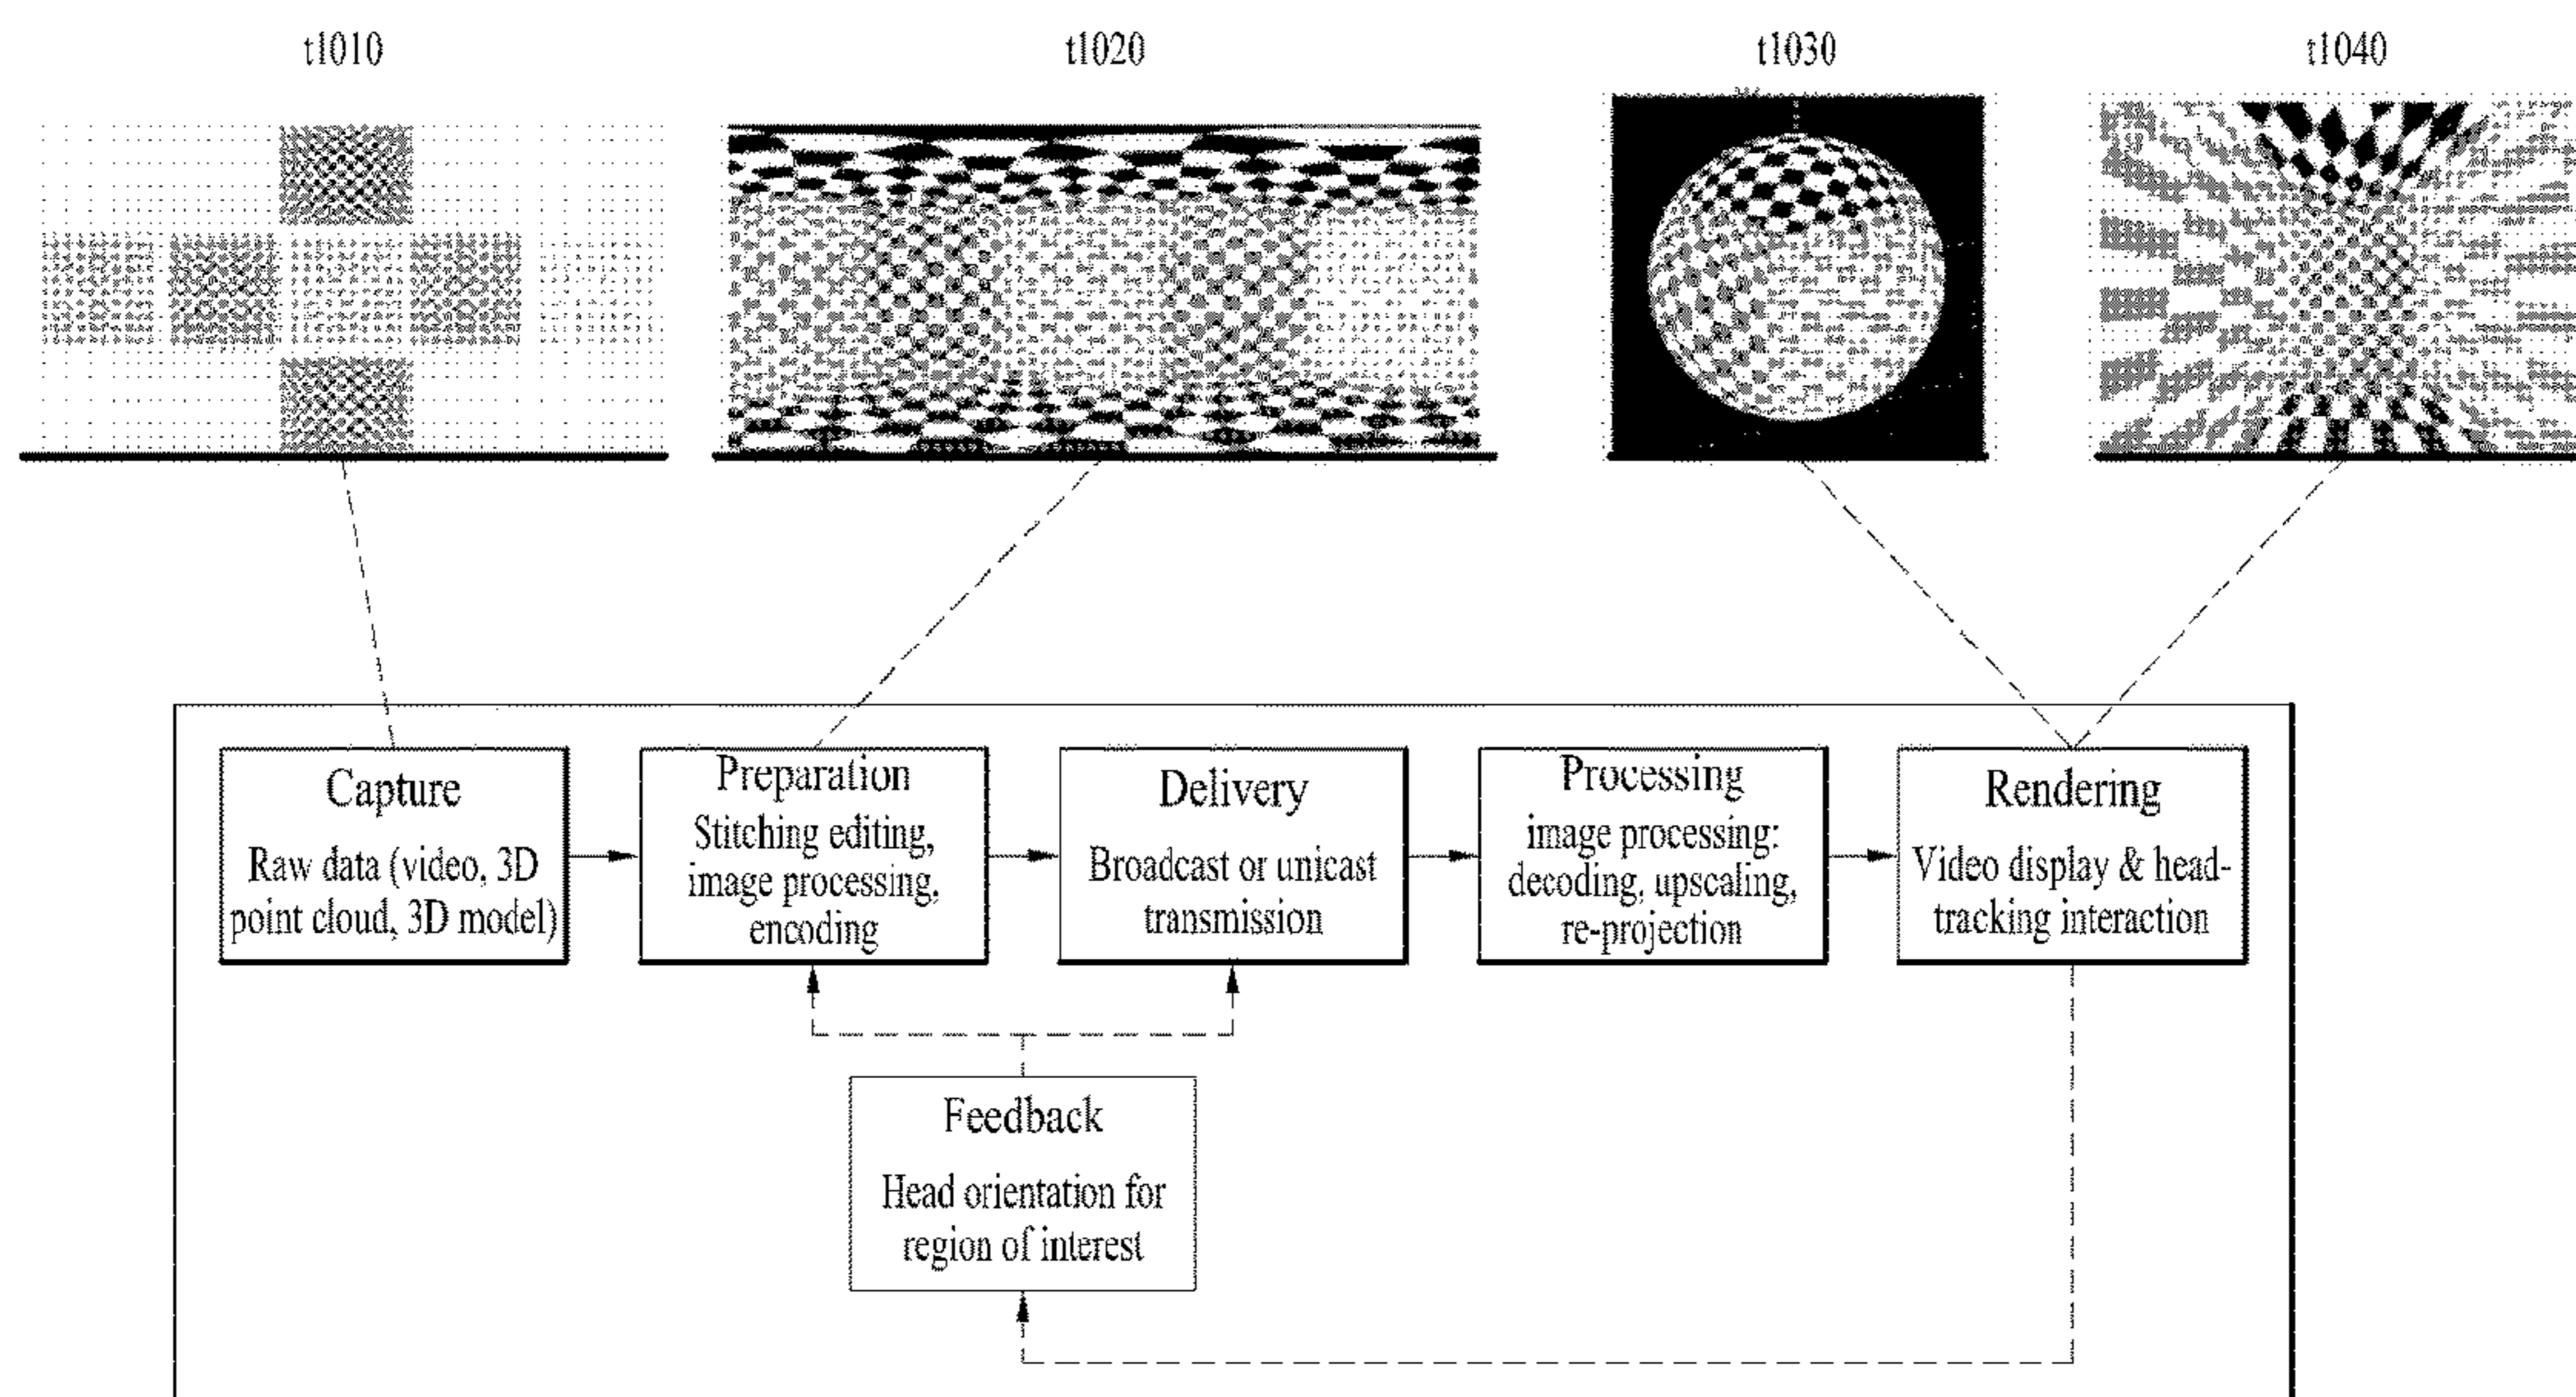 t1010
t1020
t1030
t1040
Capture
Raw data (video, 3D
point cloud, 3D model)
Preparation
Stitching editing,
image processing,
encoding
Delivery
Broadcast or unicast
transmission
Processing
image processing:
decoding, upscaling,
re-projection
Rendering
Video display & head-
tracking interaction
Feedback
Head orientation for
region of interest